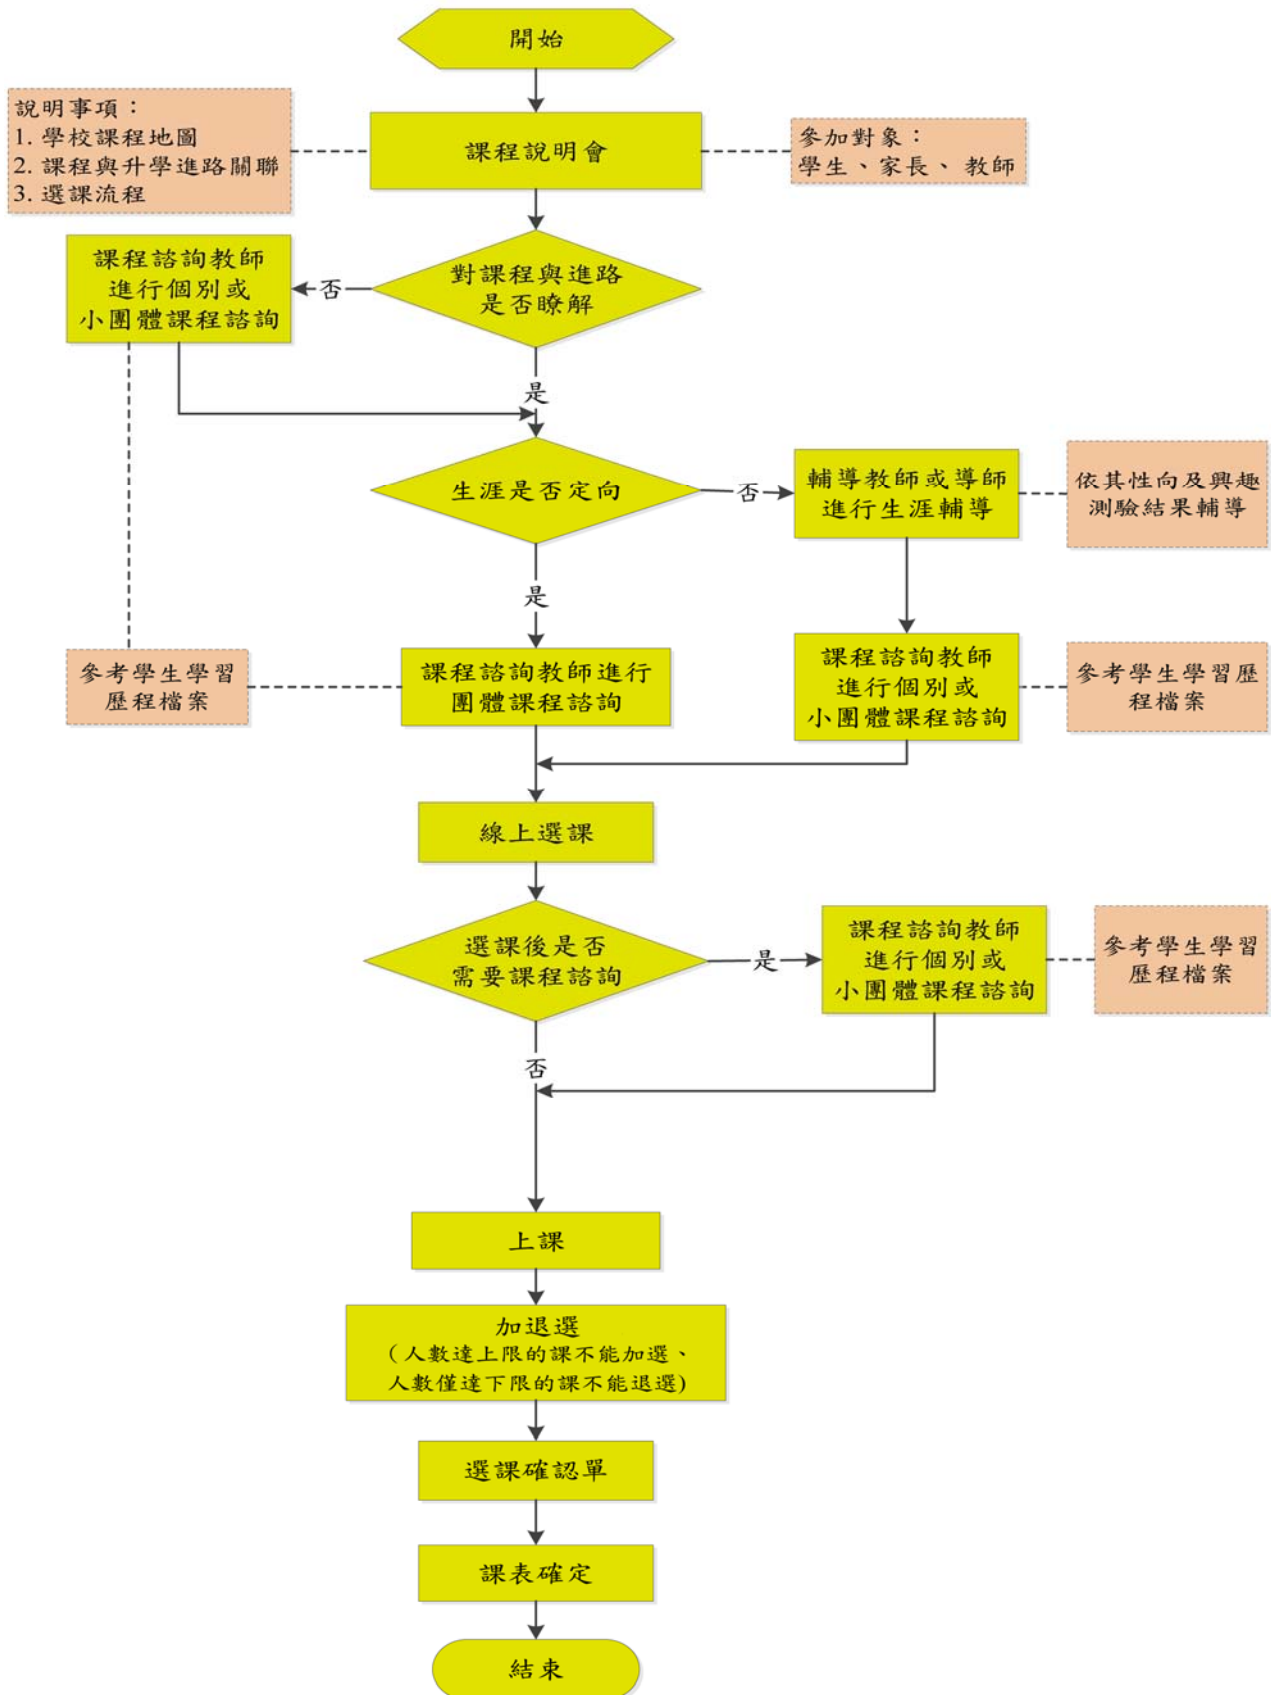 開始
說明事項：
1. 學校課程地圖
2. 課程與升學進路關聯
3. 選課流程
課程說明會
參加對象：
學生、家長、教師
課程諮詢教師
進行個別或
小團體課程諮詢
否
對課程與進路
是否瞭解
是
生涯是否定向
否
輔導教師或導師
進行生涯輔導
依其性向及興趣
測驗結果輔導
是
參考學生學習
歷程檔案
課程諮詢教師進行
團體課程諮詢
課程諮詢教師
進行個別或
小團體課程諮詢
參考學生學習歷
程檔案
線上選課
選課後是否
需要課程諮詢
是
課程諮詢教師
進行個別或
小團體課程諮詢
參考學生學習
歷程檔案
否
上課
加退選
（人數達上限的課不能加選、
人數僅達下限的課不能退選)
選課確認單
課表確定
結束